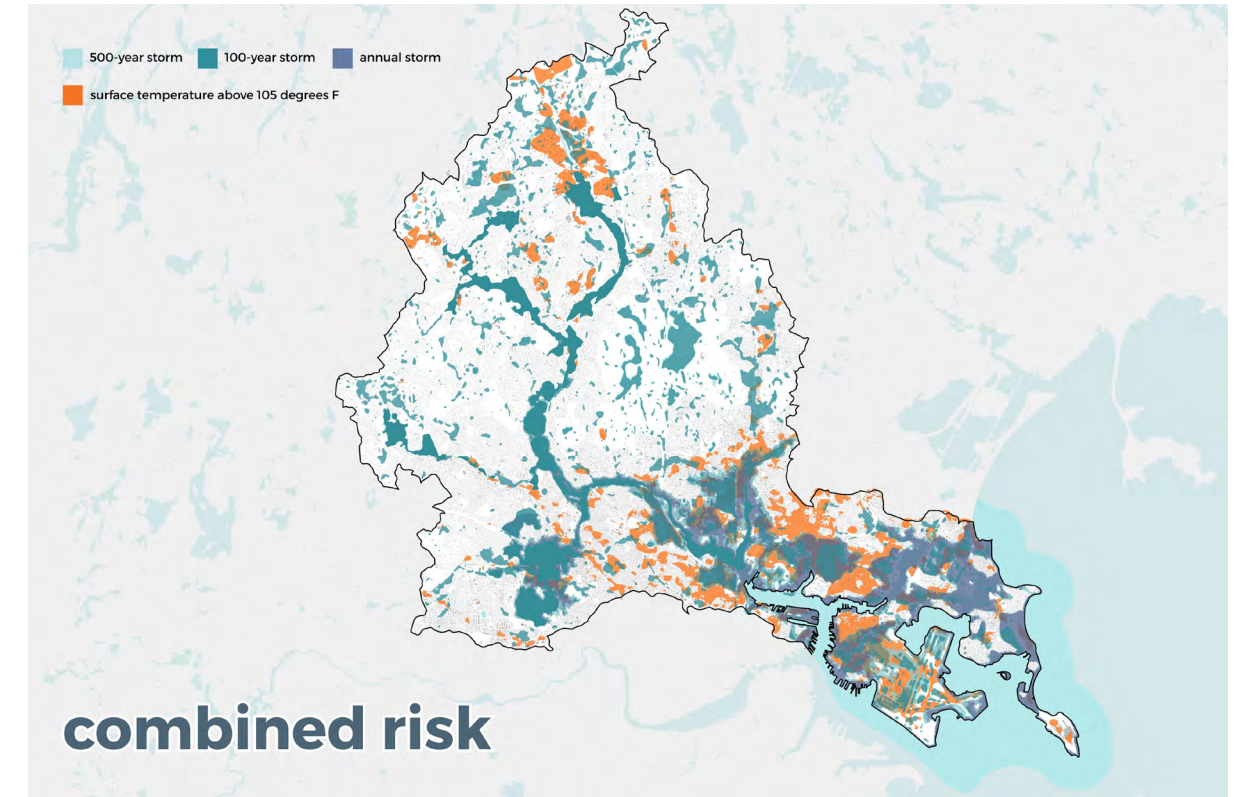 500-year storm 100-year storm annual storm
surface temperature above 105 degrees F
combined risk